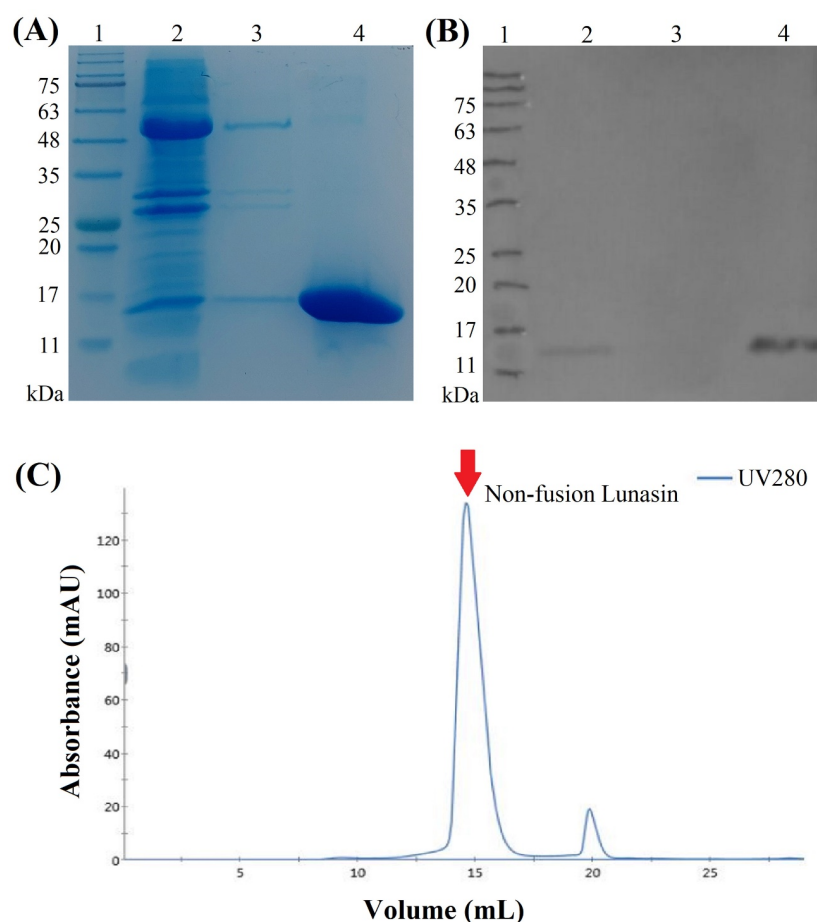 (A)
1 2 3 4
75
63
48
35
25
20
17
11
kDa
(B)
1 2 3 4
75
63
48
35
25
20
17
11
kDa
(C)
Non-fusion Lunasin
UV280
Absorbance (mAU)
120
100
80
60
40
20
0
5 10 15 20 25
Volume (mL)